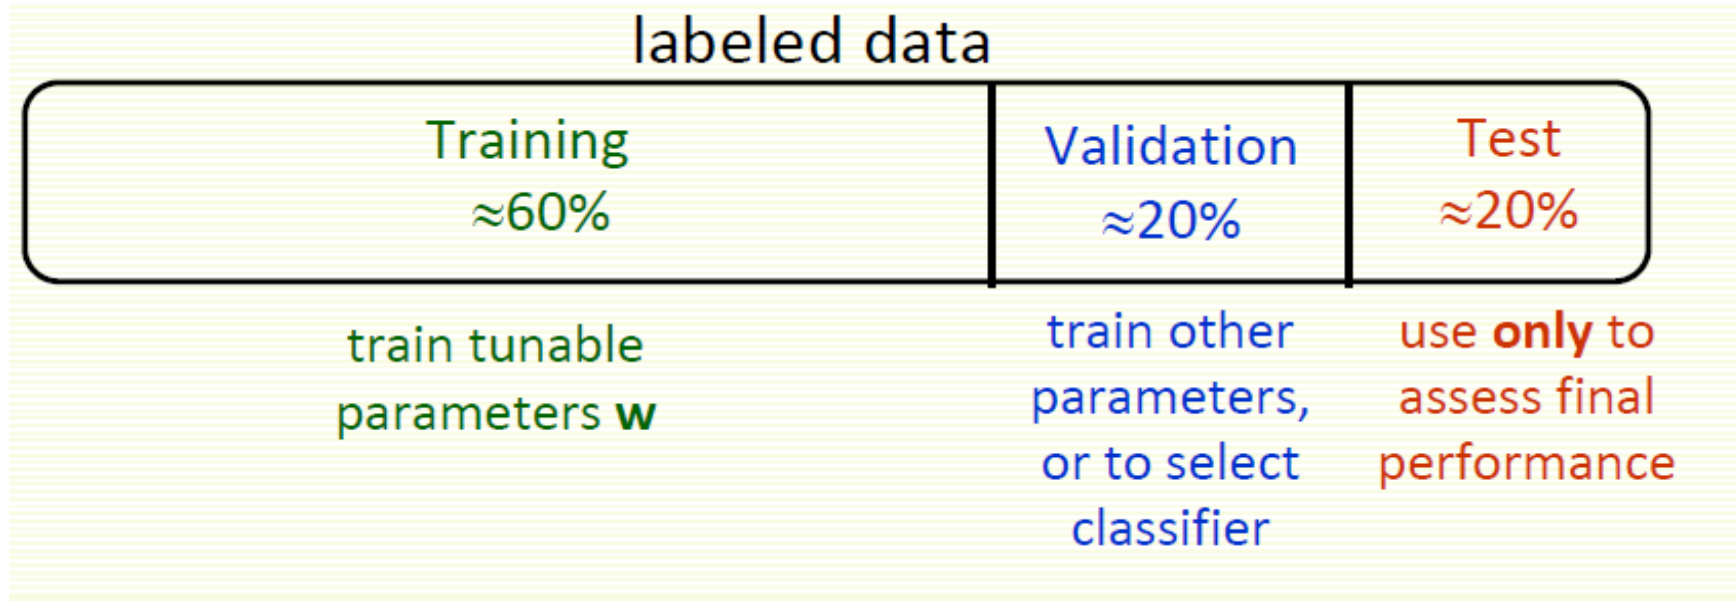 labeled data
Training
≈60%
Validation
≈20%
Test
≈20%
train tunable
parameters w
train other
parameters,
or to select
classifier
use only to
assess final
performance